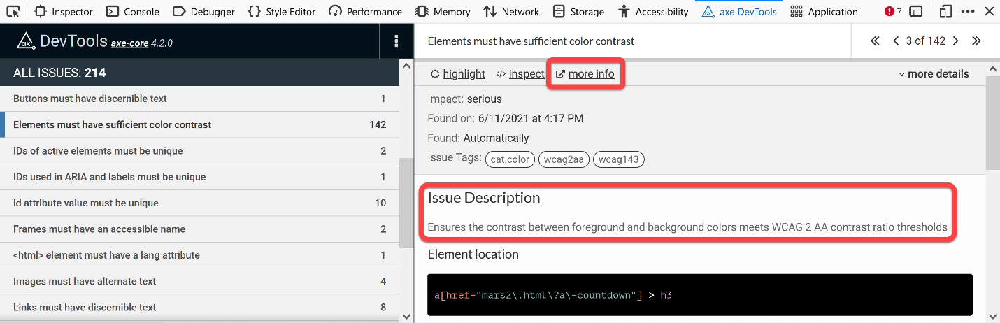 Inspector Console Debugger Style Editor Performance Memory Network Storage Accessibility axe DevTools Application 7
DevTools axe-core 4.2.0
ALL ISSUES: 214
Buttons must have discernible text 1
Elements must have sufficient color contrast 142
IDs of active elements must be unique 2
IDs used in ARIA and labels must be unique 1
id attribute value must be unique 10
Frames must have an accessible name 2
<html> element must have a lang attribute 1
Images must have alternate text 4
Links must have discernible text 8
Elements must have sufficient color contrast 3 of 142
highlight </> inspect more info more details
Impact: serious
Found on: 6/11/2021 at 4:17 PM
Found: Automatically
Issue Tags: cat.color wcag2aa wcag143
Issue Description
Ensures the contrast between foreground and background colors meets WCAG 2 AA contrast ratio thresholds
Element location
a[href="mars2\.html\?a\=countdown"] > h3